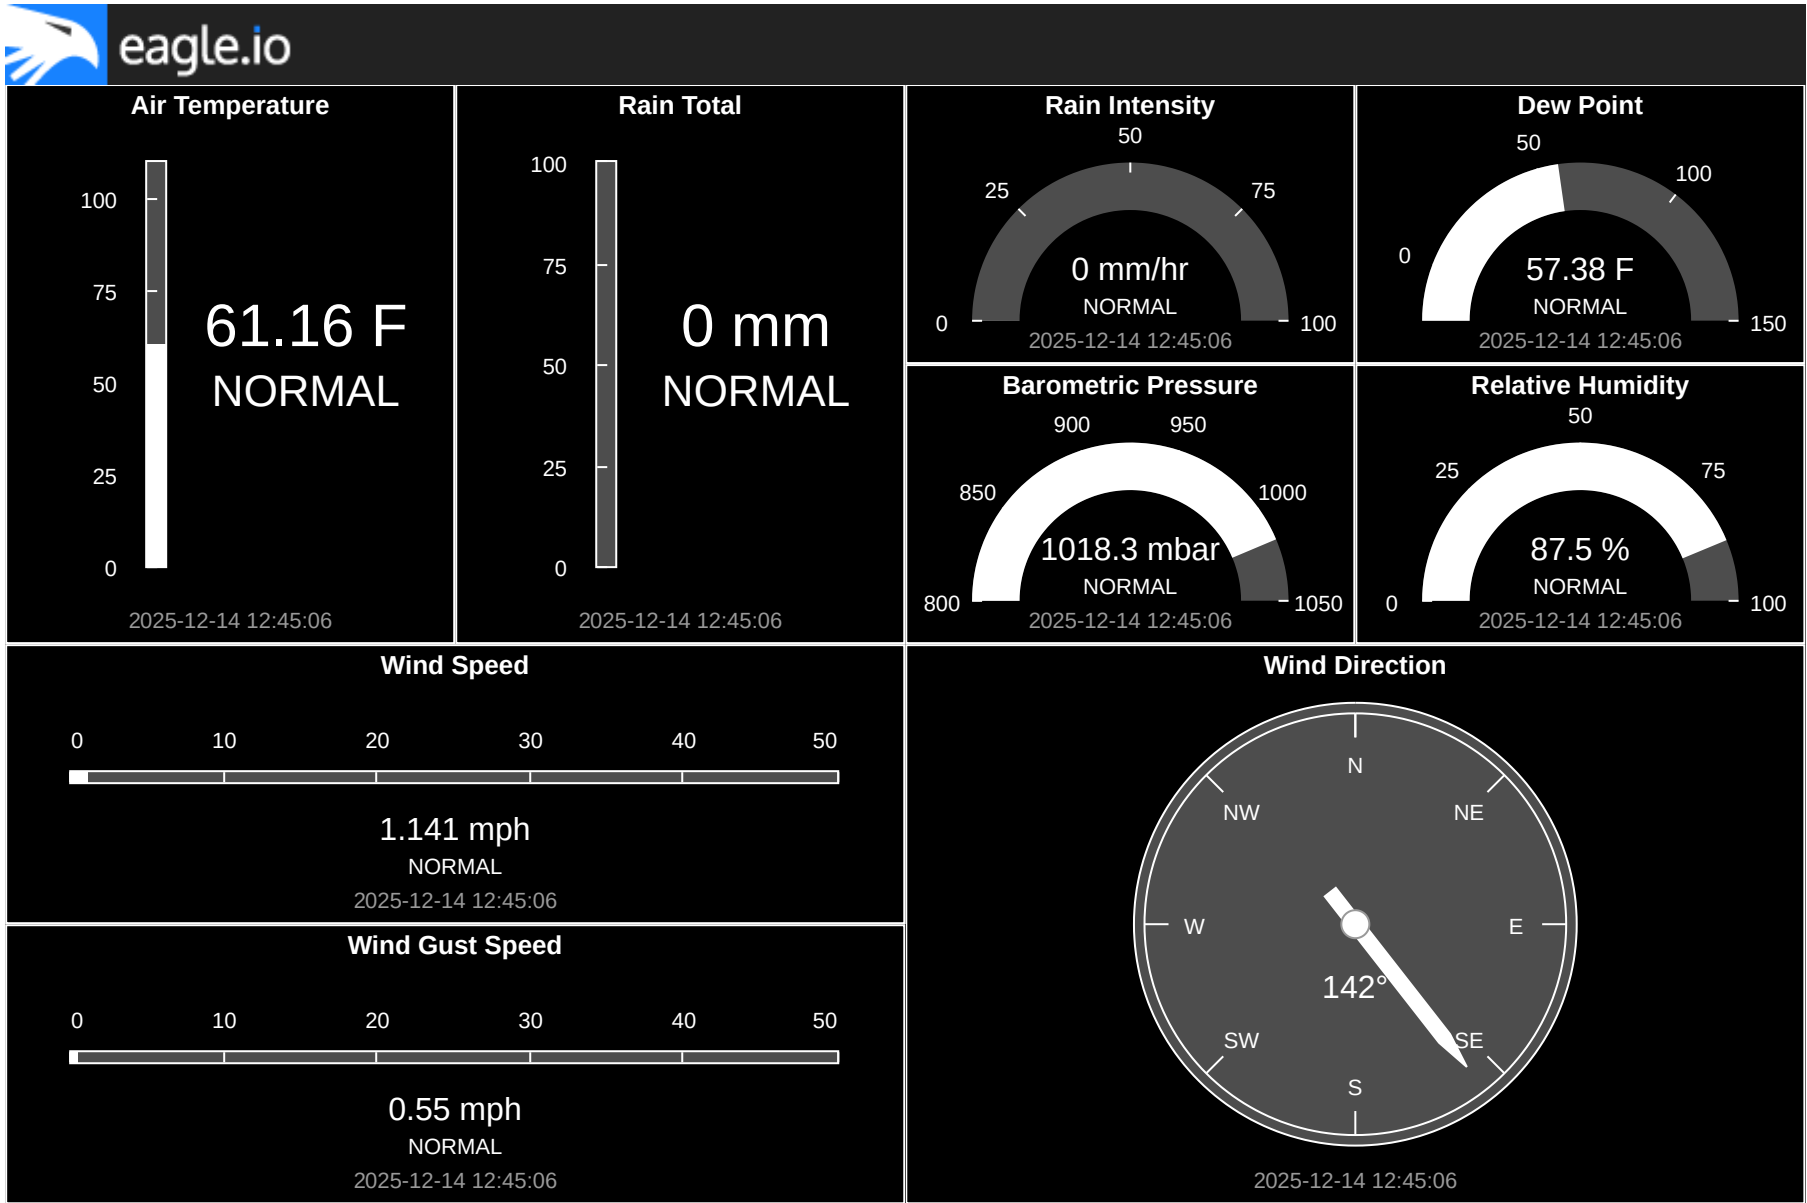 eagle.io
Air Temperature
100
75
50
25
0
61.16 F
NORMAL
2025-12-14 12:45:06
Rain Total
100
75
50
25
0
0 mm
NORMAL
2025-12-14 12:45:06
Rain Intensity
50
25
75
0
100
0 mm/hr
NORMAL
2025-12-14 12:45:06
Dew Point
50
100
0
150
57.38 F
NORMAL
2025-12-14 12:45:06
Barometric Pressure
900
950
850
1000
800
1050
1018.3 mbar
NORMAL
2025-12-14 12:45:06
Relative Humidity
50
25
75
0
100
87.5 %
NORMAL
2025-12-14 12:45:06
Wind Speed
0 10 20 30 40 50
1.141 mph
NORMAL
2025-12-14 12:45:06
Wind Gust Speed
0 10 20 30 40 50
0.55 mph
NORMAL
2025-12-14 12:45:06
Wind Direction
N
NW
NE
W
E
142°
SW
SE
S
2025-12-14 12:45:06